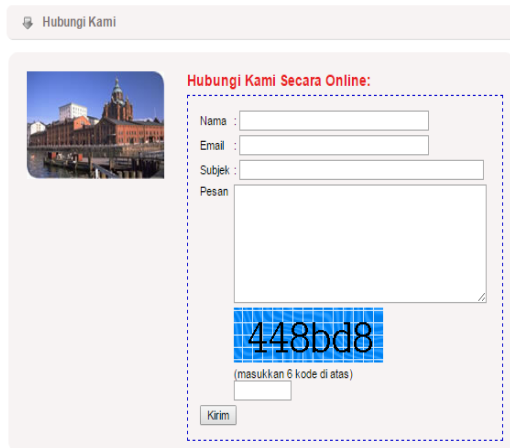 Hubungi Kami
Hubungi Kami Secara Online:
Nama :
Email :
Subjek :
Pesan
448bd8
(masukkan 6 kode di atas)
Kirim